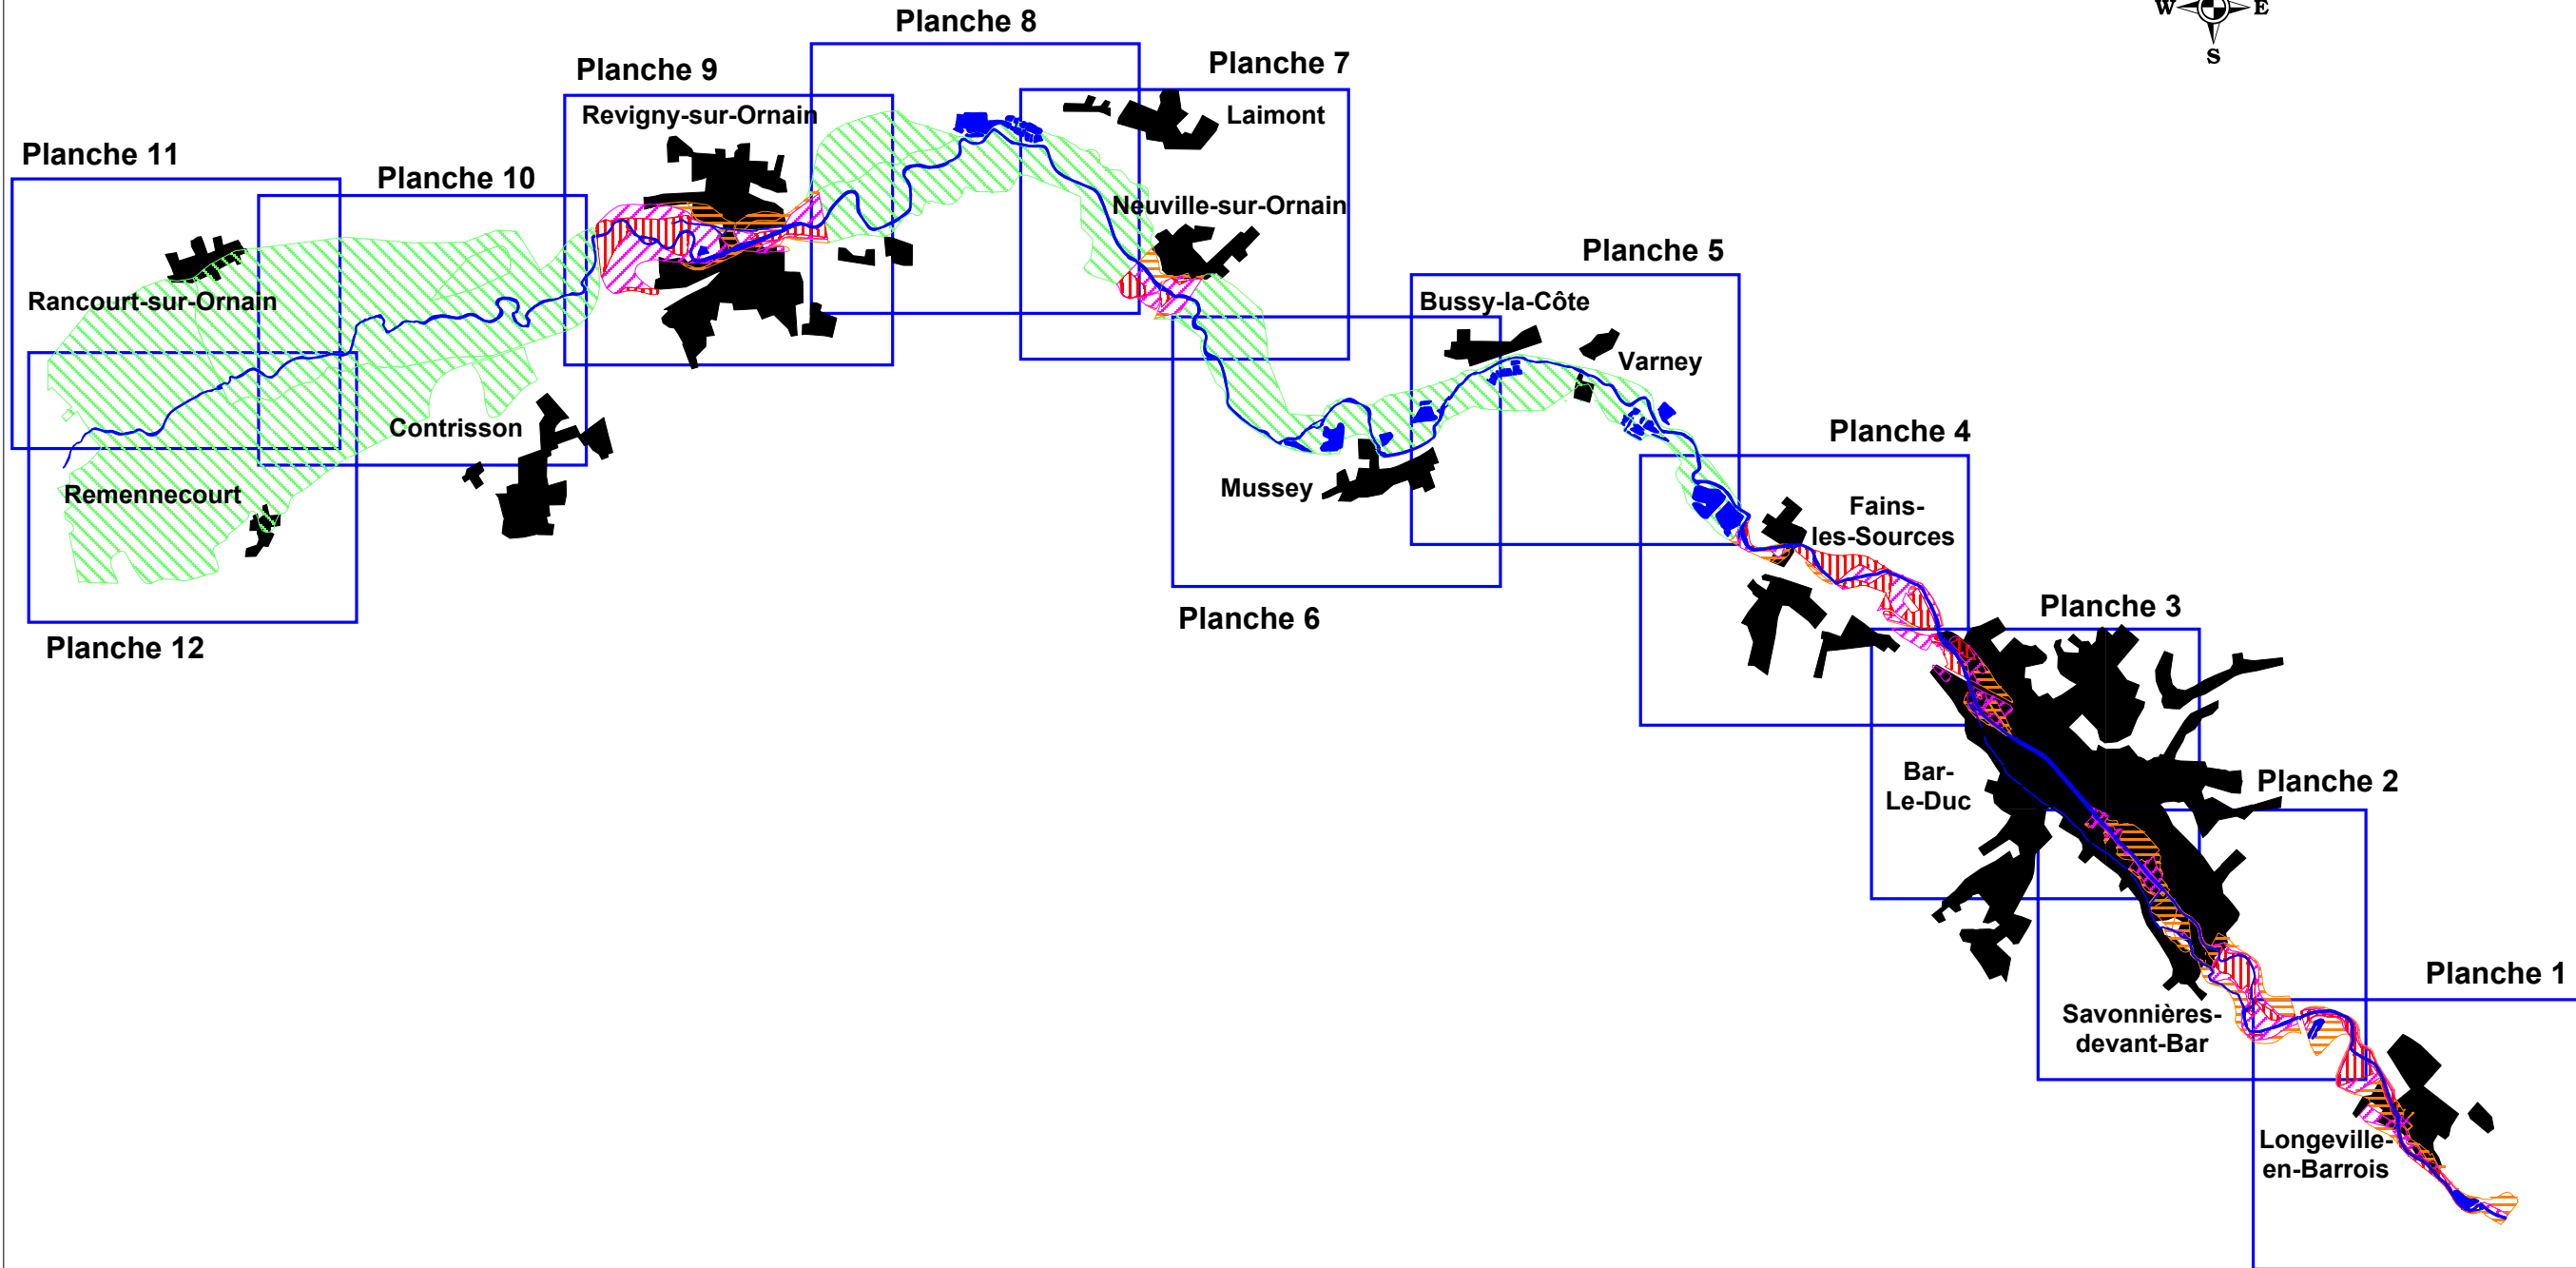 W E
S
Planche 8
Planche 9
Planche 7
Revigny-sur-Ornain
Laimont
Planche 11
Planche 10
Neuville-sur-Ornain
Planche 5
Rancourt-sur-Ornain
Bussy-la-Côte
Varney
Contrisson
Planche 4
Remennecourt
Mussey
Fains-
les-Sources
Planche 3
Planche 6
Planche 12
Bar-
Le-Duc
Planche 2
Planche 1
Savonnières-
devant-Bar
Longeville-
en-Barrois